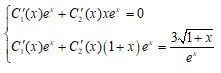 C₁′(x)eˣ + C₂′(x)xeˣ = 0
C₁′(x)eˣ + C₂′(x)(1 + x)eˣ = 3√(1 + x) / eˣ